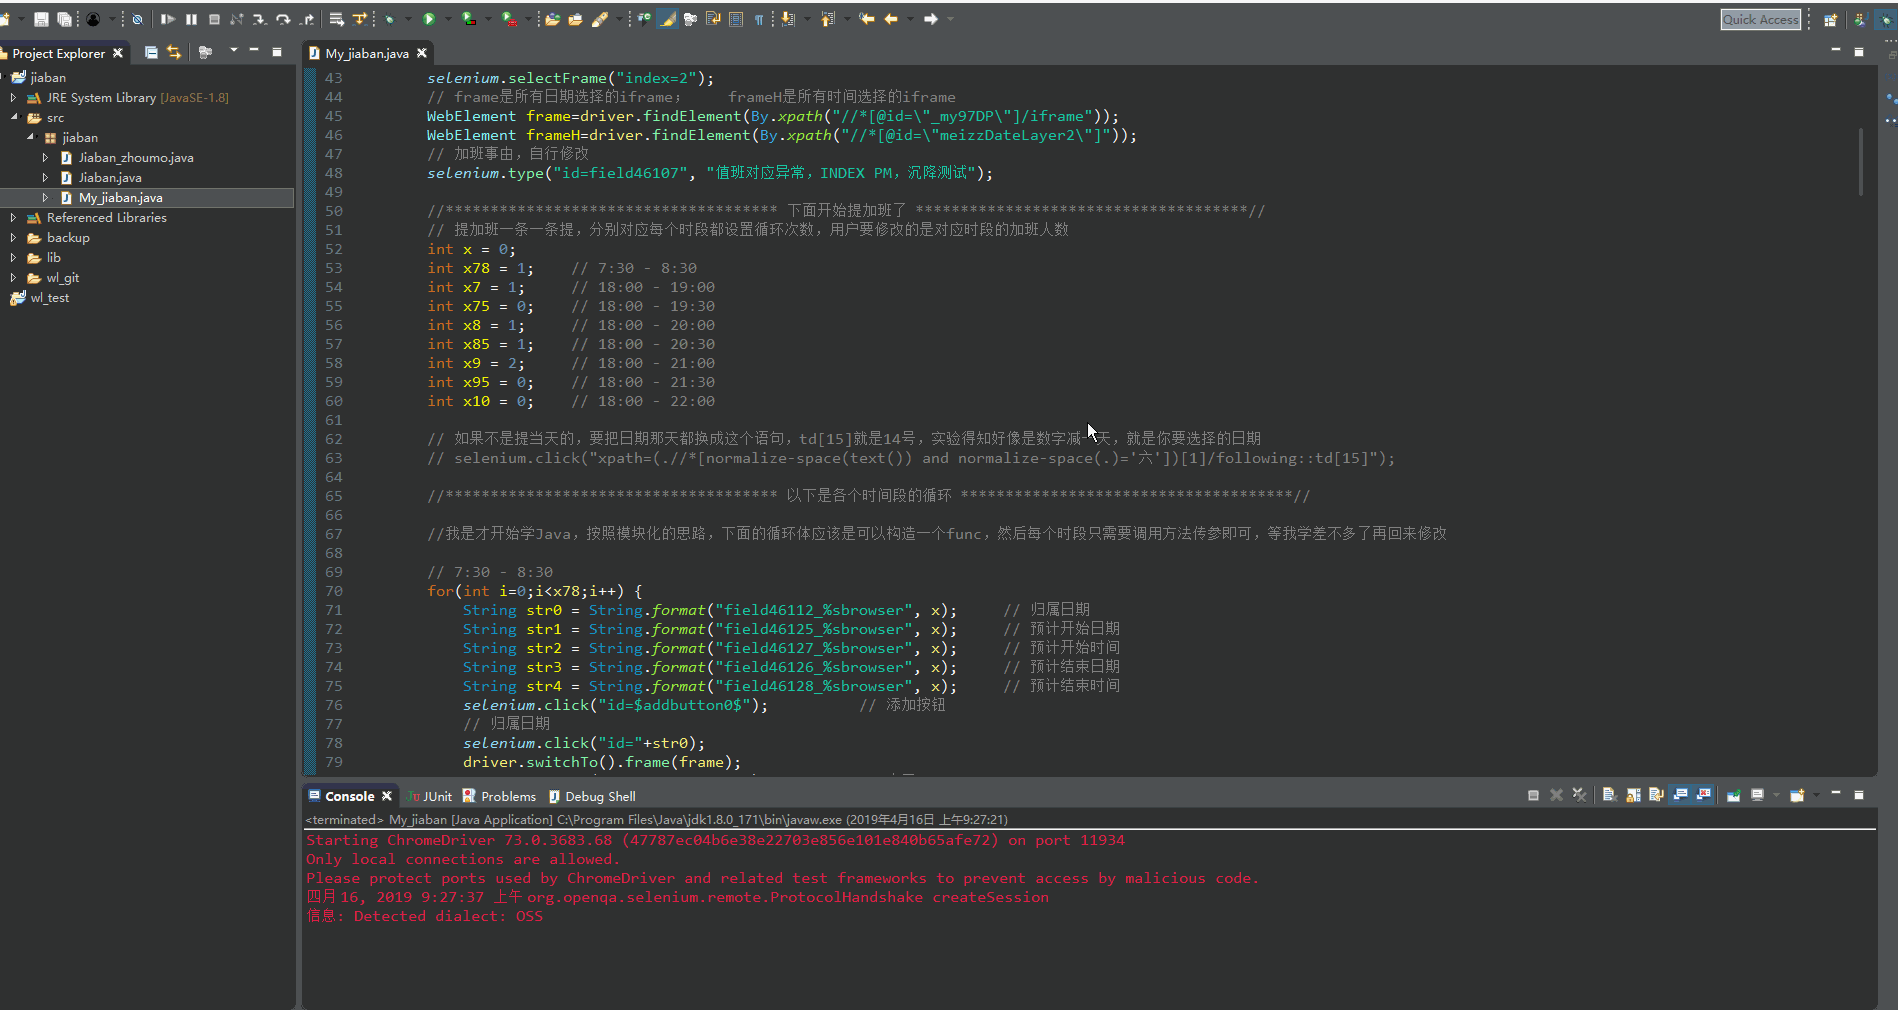 Quick Access
Project Explorer
jiaban
JRE System Library [JavaSE-1.8]
src
jiaban
Jiaban_zhoumo.java
Jiaban.java
My_jiaban.java
Referenced Libraries
backup
lib
wl_git
wl_test
My_jiaban.java
43 selenium.selectFrame("index=2");
44 // frame是所有日期选择的iframe;     frameH是所有时间选择的iframe
45 WebElement frame=driver.findElement(By.xpath("//*[@id=\"_my97DP\"]/iframe"));
46 WebElement frameH=driver.findElement(By.xpath("//*[@id=\"meizzDateLayer2\"]"));
47 // 加班事由，自行修改
48 selenium.type("id=field46107", "值班对应异常，INDEX PM，沉降测试");
49
50 //************************************* 下面开始提加班了 *************************************//
51 // 提加班一条一条提，分别对应每个时段都设置循环次数，用户要修改的是对应时段的加班人数
52 int x = 0;
53 int x78 = 1;    // 7:30 - 8:30
54 int x7 = 1;     // 18:00 - 19:00
55 int x75 = 0;    // 18:00 - 19:30
56 int x8 = 1;     // 18:00 - 20:00
57 int x85 = 1;    // 18:00 - 20:30
58 int x9 = 2;     // 18:00 - 21:00
59 int x95 = 0;    // 18:00 - 21:30
60 int x10 = 0;    // 18:00 - 22:00
61
62 // 如果不是提当天的，要把日期那天都换成这个语句，td[15]就是14号，实验得知好像是数字减一天，就是你要选择的日期
63 // selenium.click("xpath=(.//*[normalize-space(text()) and normalize-space(.)='六'])[1]/following::td[15]");
64
65 //************************************* 以下是各个时间段的循环 *************************************//
66
67 //我是才开始学Java，按照模块化的思路，下面的循环体应该是可以构造一个func，然后每个时段只需要调用方法传参即可，等我学差不多了再回来修改
68
69 // 7:30 - 8:30
70 for(int i=0;i<x78;i++) {
71 String str0 = String.format("field46112_%sbrowser", x);     // 归属日期
72 String str1 = String.format("field46125_%sbrowser", x);     // 预计开始日期
73 String str2 = String.format("field46127_%sbrowser", x);     // 预计开始时间
74 String str3 = String.format("field46126_%sbrowser", x);     // 预计结束日期
75 String str4 = String.format("field46128_%sbrowser", x);     // 预计结束时间
76 selenium.click("id=$addbutton0$");          // 添加按钮
77 // 归属日期
78 selenium.click("id="+str0);
79 driver.switchTo().frame(frame);
Console JUnit Problems Debug Shell
<terminated> My_jiaban [Java Application] C:\Program Files\Java\jdk1.8.0_171\bin\javaw.exe (2019年4月16日 上午9:27:21)
Starting ChromeDriver 73.0.3683.68 (47787ec04b6e38e22703e856e101e840b65afe72) on port 11934
Only local connections are allowed.
Please protect ports used by ChromeDriver and related test frameworks to prevent access by malicious code.
四月 16, 2019 9:27:37 上午 org.openqa.selenium.remote.ProtocolHandshake createSession
信息: Detected dialect: OSS